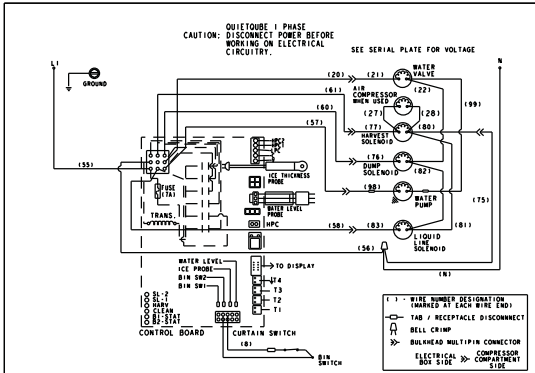 QUIETQUBE 1 PHASE
CAUTION: DISCONNECT POWER BEFORE
WORKING ON ELECTRICAL
CIRCUITRY.
SEE SERIAL PLATE FOR VOLTAGE
L1
N
GROUND
(20)
(21)
WATER
VALVE
(61)
AIR
COMPRESSOR
WHEN USED
(22)
(99)
(60)
(27)
(28)
(57)
(77)
(80)
HARVEST
SOLENOID
(55)
(76)
DUMP
SOLENOID
(82)
ICE THICKNESS
PROBE
(98)
WATER
PUMP
(75)
FUSE
(7A)
WATER LEVEL
PROBE
TRANS.
HPC
(58)
(83)
(81)
LIQUID
LINE
SOLENOID
(56)
(N)
TO DISPLAY
WATER LEVEL
ICE PROBE
BIN SW2
BIN SW1
T4
T3
T2
T1
SL-2
SL-1
HARV
CLEAN
B1-STAT
B2-STAT
CONTROL BOARD
CURTAIN SWITCH
(8)
BIN
SWITCH
( ) - WIRE NUMBER DESIGNATION
(MARKED AT EACH WIRE END)
TAB / RECEPTACLE DISCONNECT
BELL CRIMP
BULKHEAD MULTIPIN CONNECTOR
ELECTRICAL
BOX SIDE
COMPRESSOR
COMPARTMENT
SIDE